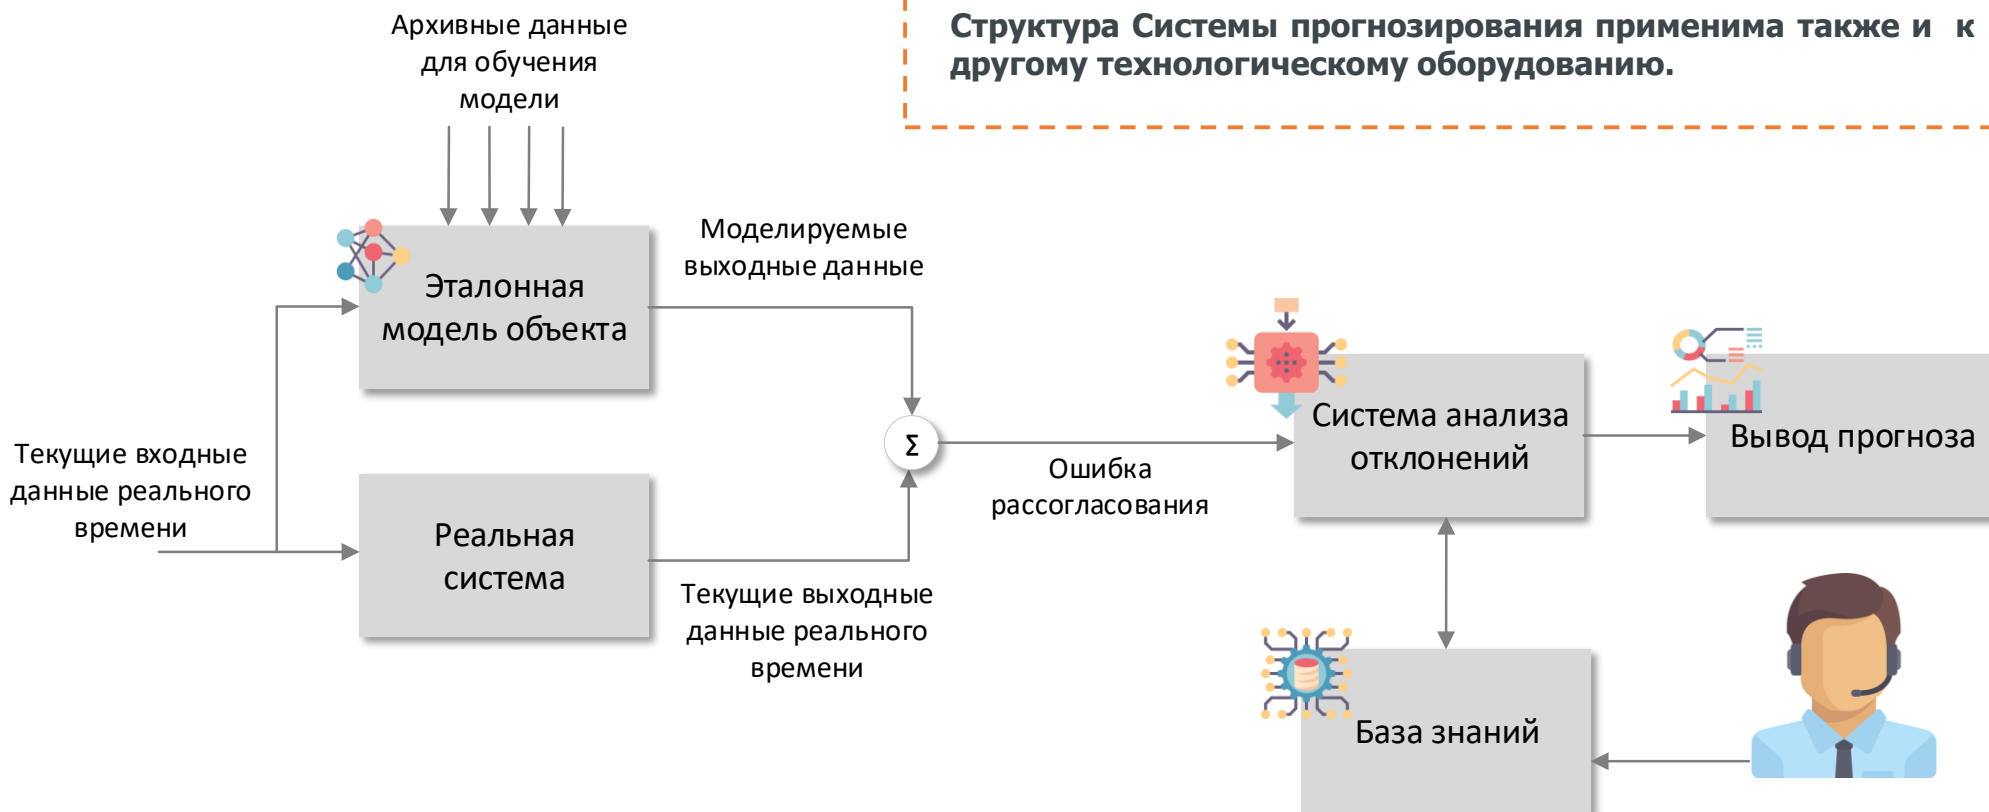 Архивные данные
для обучения
модели
Структура Системы прогнозирования применима также и к
другому технологическому оборудованию.
Эталонная
модель объекта
Моделируемые
выходные данные
Текущие входные
данные реального
времени
Реальная
система
Текущие выходные
данные реального
времени
Σ
Ошибка
рассогласования
Система анализа
отклонений
Вывод прогноза
База знаний